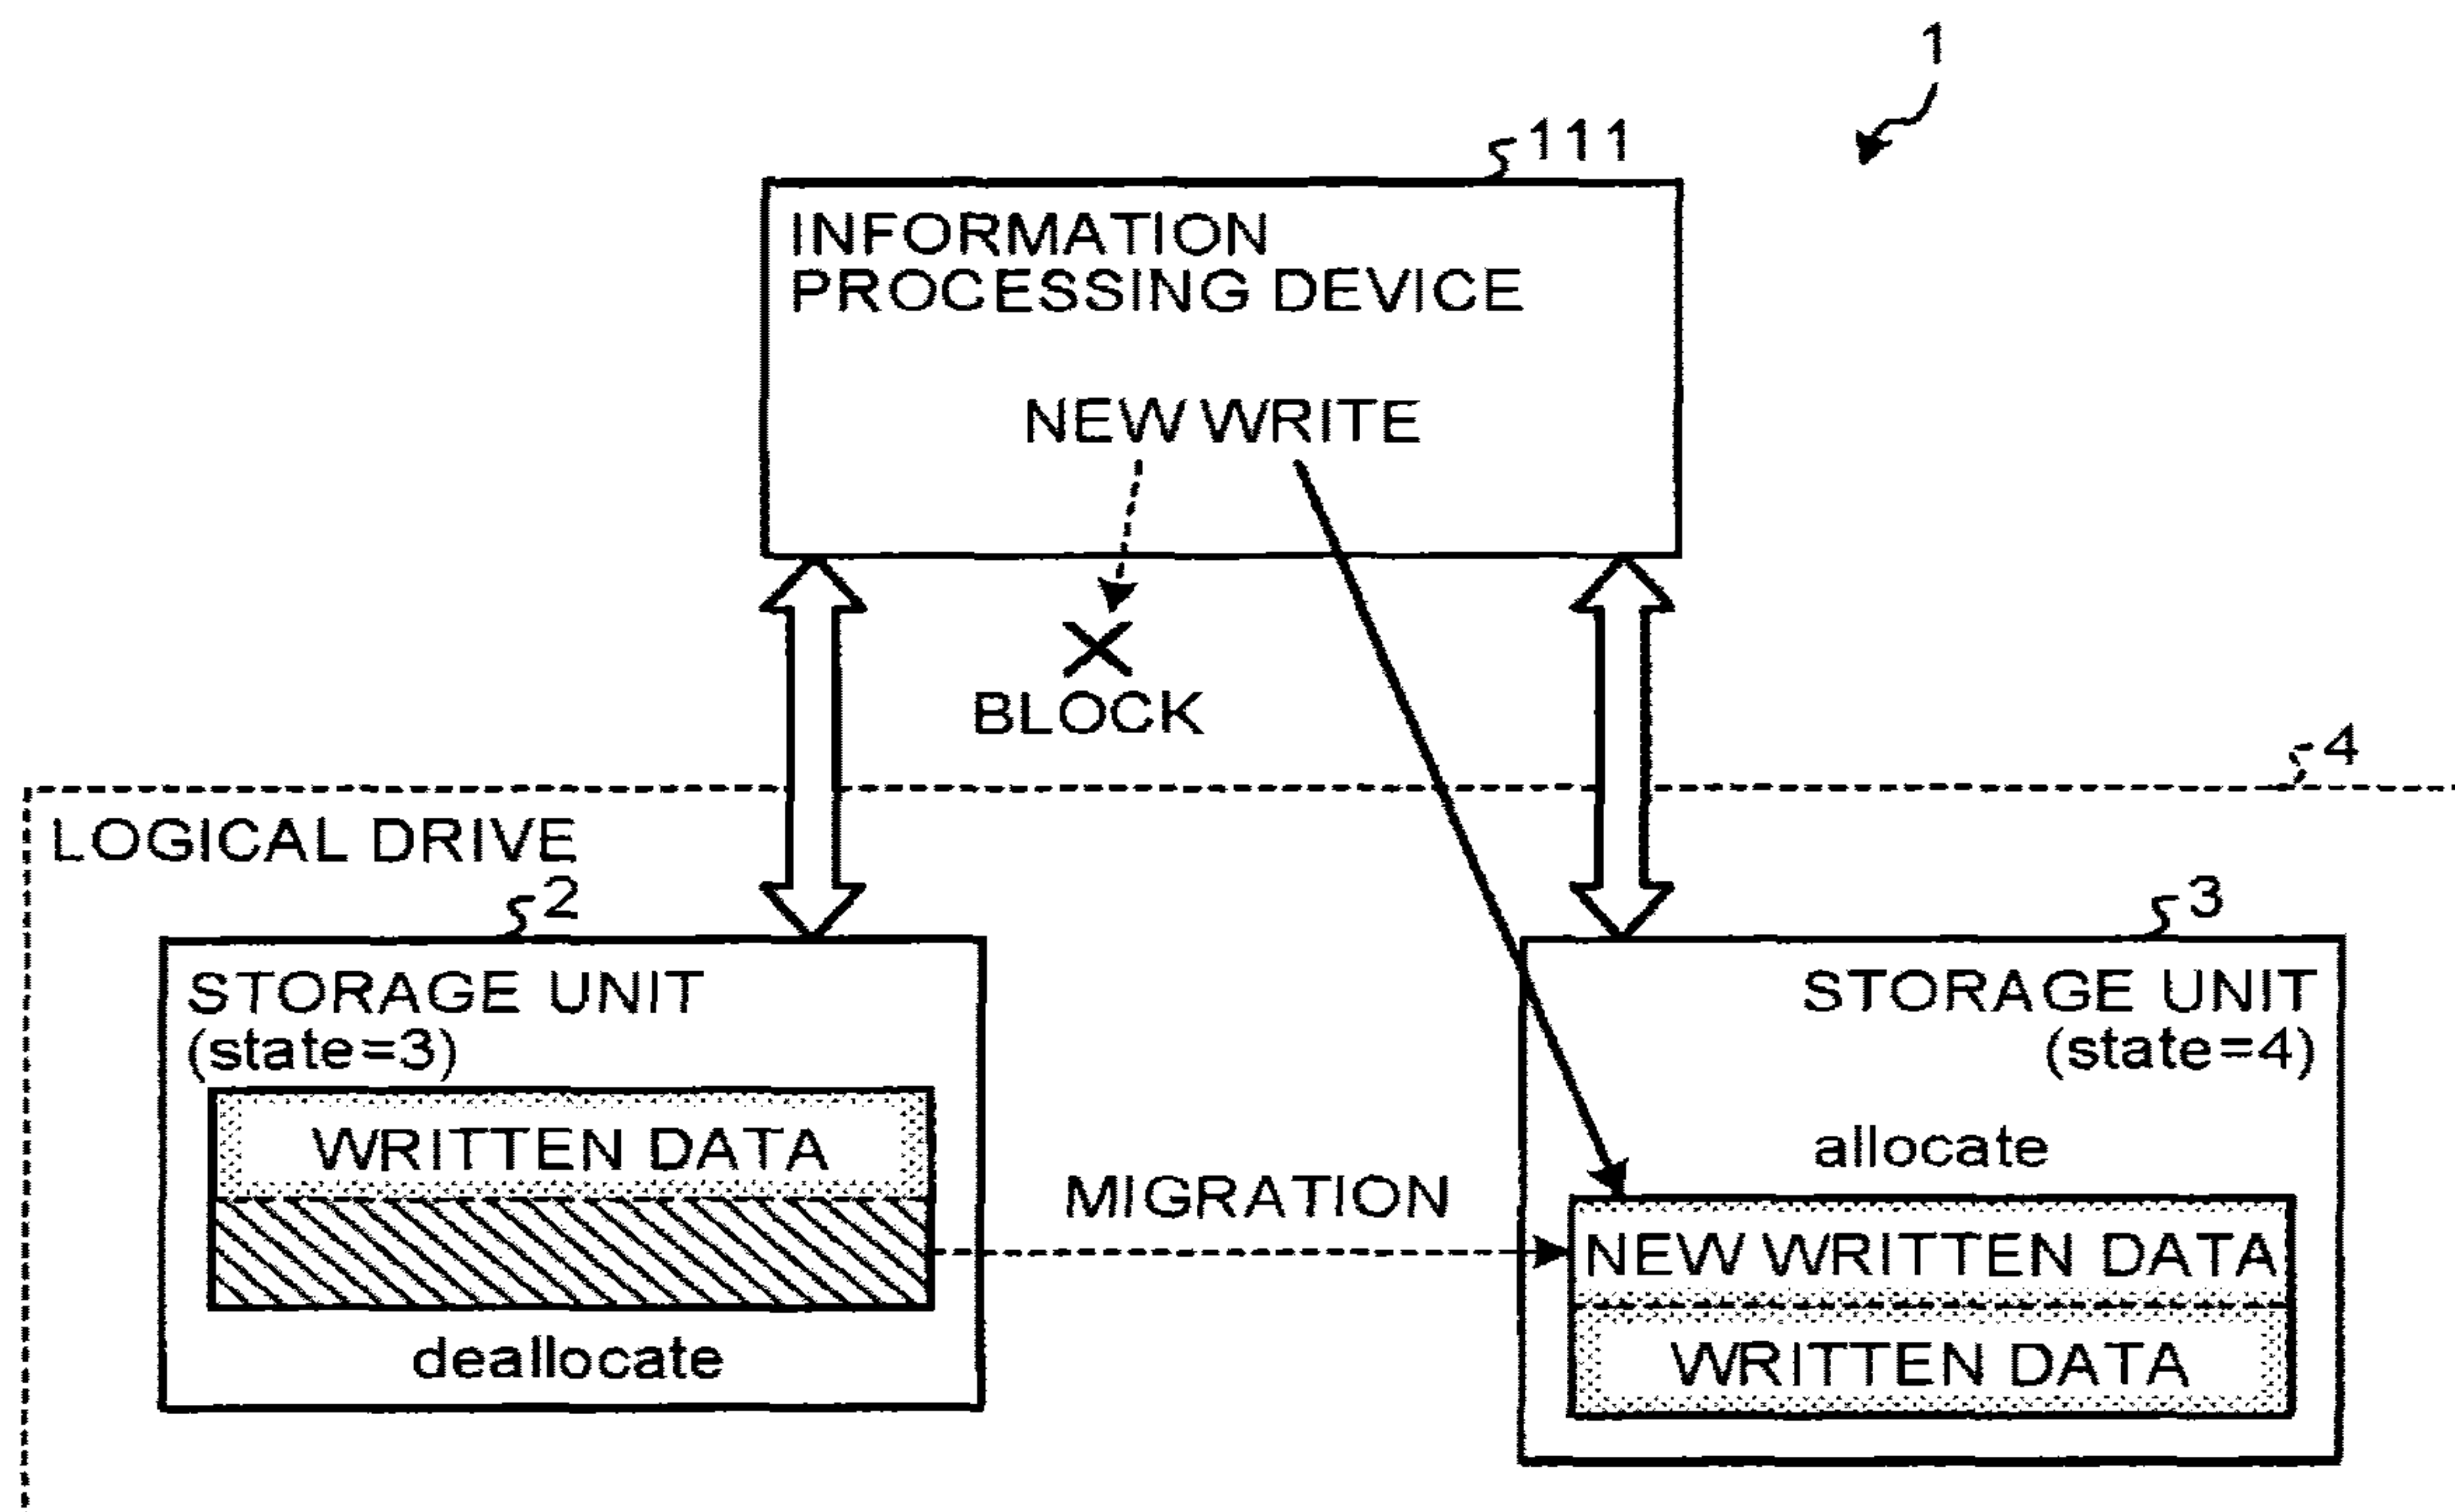 1
111
INFORMATION
PROCESSING DEVICE
NEW WRITE
BLOCK
4
LOGICAL DRIVE
2
3
STORAGE UNIT
(state=3)
STORAGE UNIT
(state=4)
WRITTEN DATA
allocate
MIGRATION
NEW WRITTEN DATA
WRITTEN DATA
deallocate